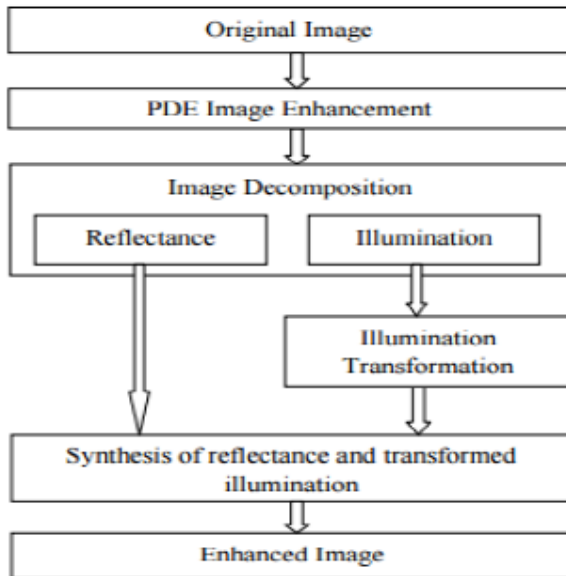 Original Image
PDE Image Enhancement
Image Decomposition
Reflectance
Illumination
Illumination
Transformation
Synthesis of reflectance and transformed
illumination
Enhanced Image